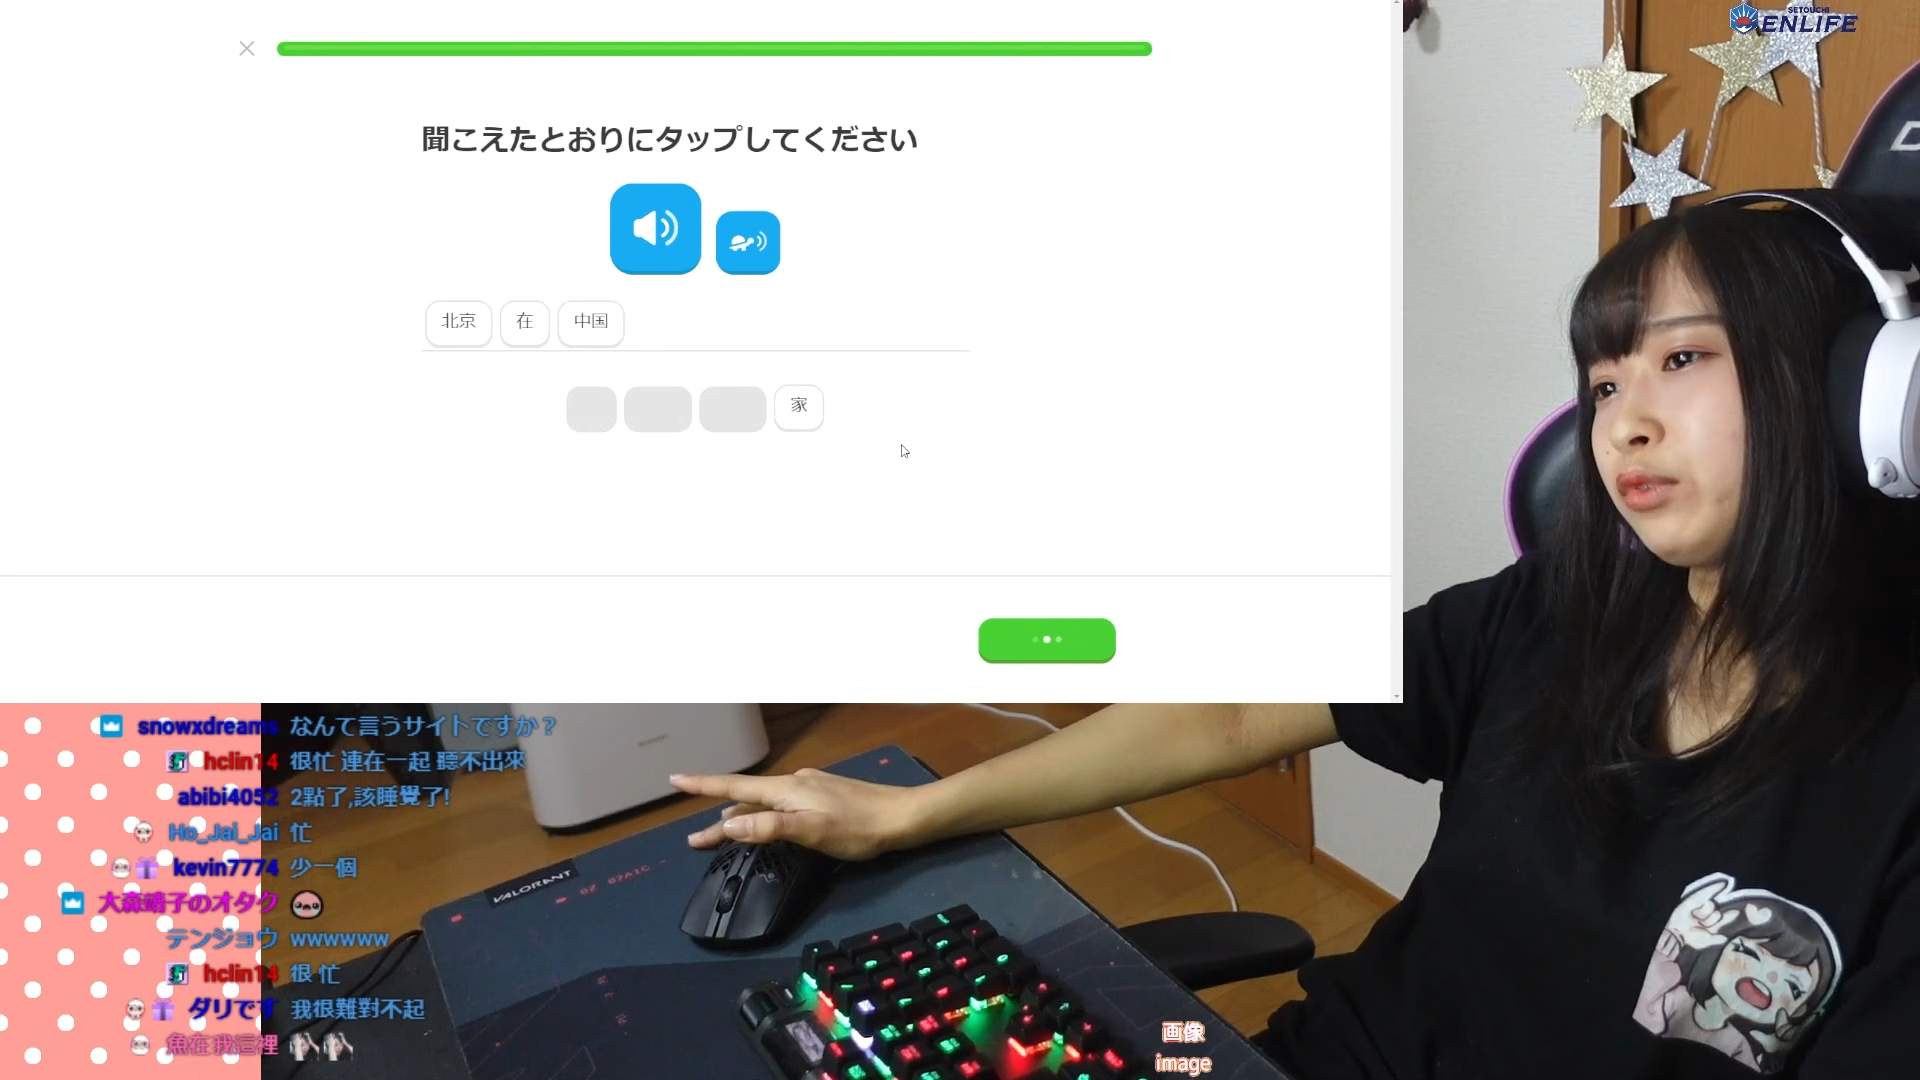 聞こえたとおりにタップしてください
北京 在 中国
家
SETOUCHI
ENLIFE
snowxdreams なんて言うサイトですか？
hclin14 很忙 連在一起 聽不出來
abibi4052 2點了,該睡覺了!
Ho_Jai_Jai 忙
kevin7774 少一個
大森靖子のオタク
テンジョウ wwwwww
hclin14 很 忙
ダリです 我很難對不起
魚在我這裡
VALORANT
画像
image